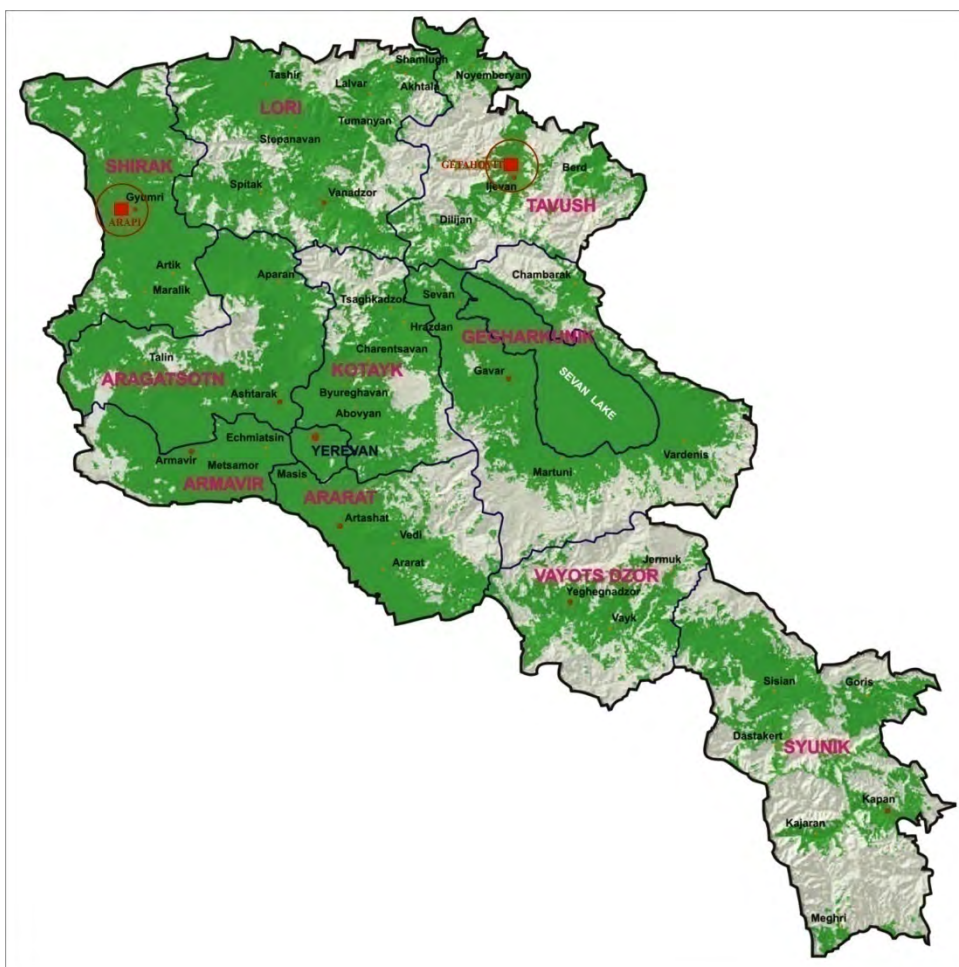 Shamlugh
Noyemberyan
Tashir
Lalvar
Akhtala
LORI
Tumanyan
Stepanavan
SHIRAK
Berd
Spitak
Ijevan
Vanadzor
Gyumri
TAVUSH
ARAPI
Dilijan
Artik
Aparan
Chambarak
Maralik
Tsaghkadzor
Sevan
Hrazdan
GEGHARKUNIK
Charentsavan
Talin
KOTAYK
Gavar
ARAGATSOTN
SEVAN LAKE
Ashtarak
Byureghavan
Abovyan
Echmiatsin
YEREVAN
Armavir
Metsamor
Masis
Vardenis
Martuni
ARMAVIR
ARARAT
Artashat
Vedi
Ararat
Jermuk
VAYOTS DZOR
Yeghegnadzor
Vayk
Sisian
Goris
Dastakert
SYUNIK
Kapan
Kajaran
Meghri